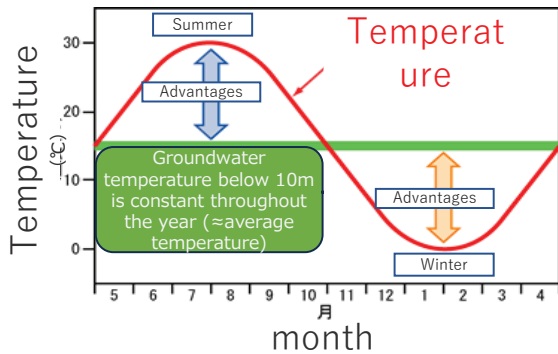 Summer
Temperat
ure
Temperature
(℃)
30
20
10
0
Advantages
Groundwater
temperature below 10m
is constant throughout
the year (≈average
temperature)
Advantages
Winter
5 6 7 8 9 10 11 12 1 2 3 4
月
month